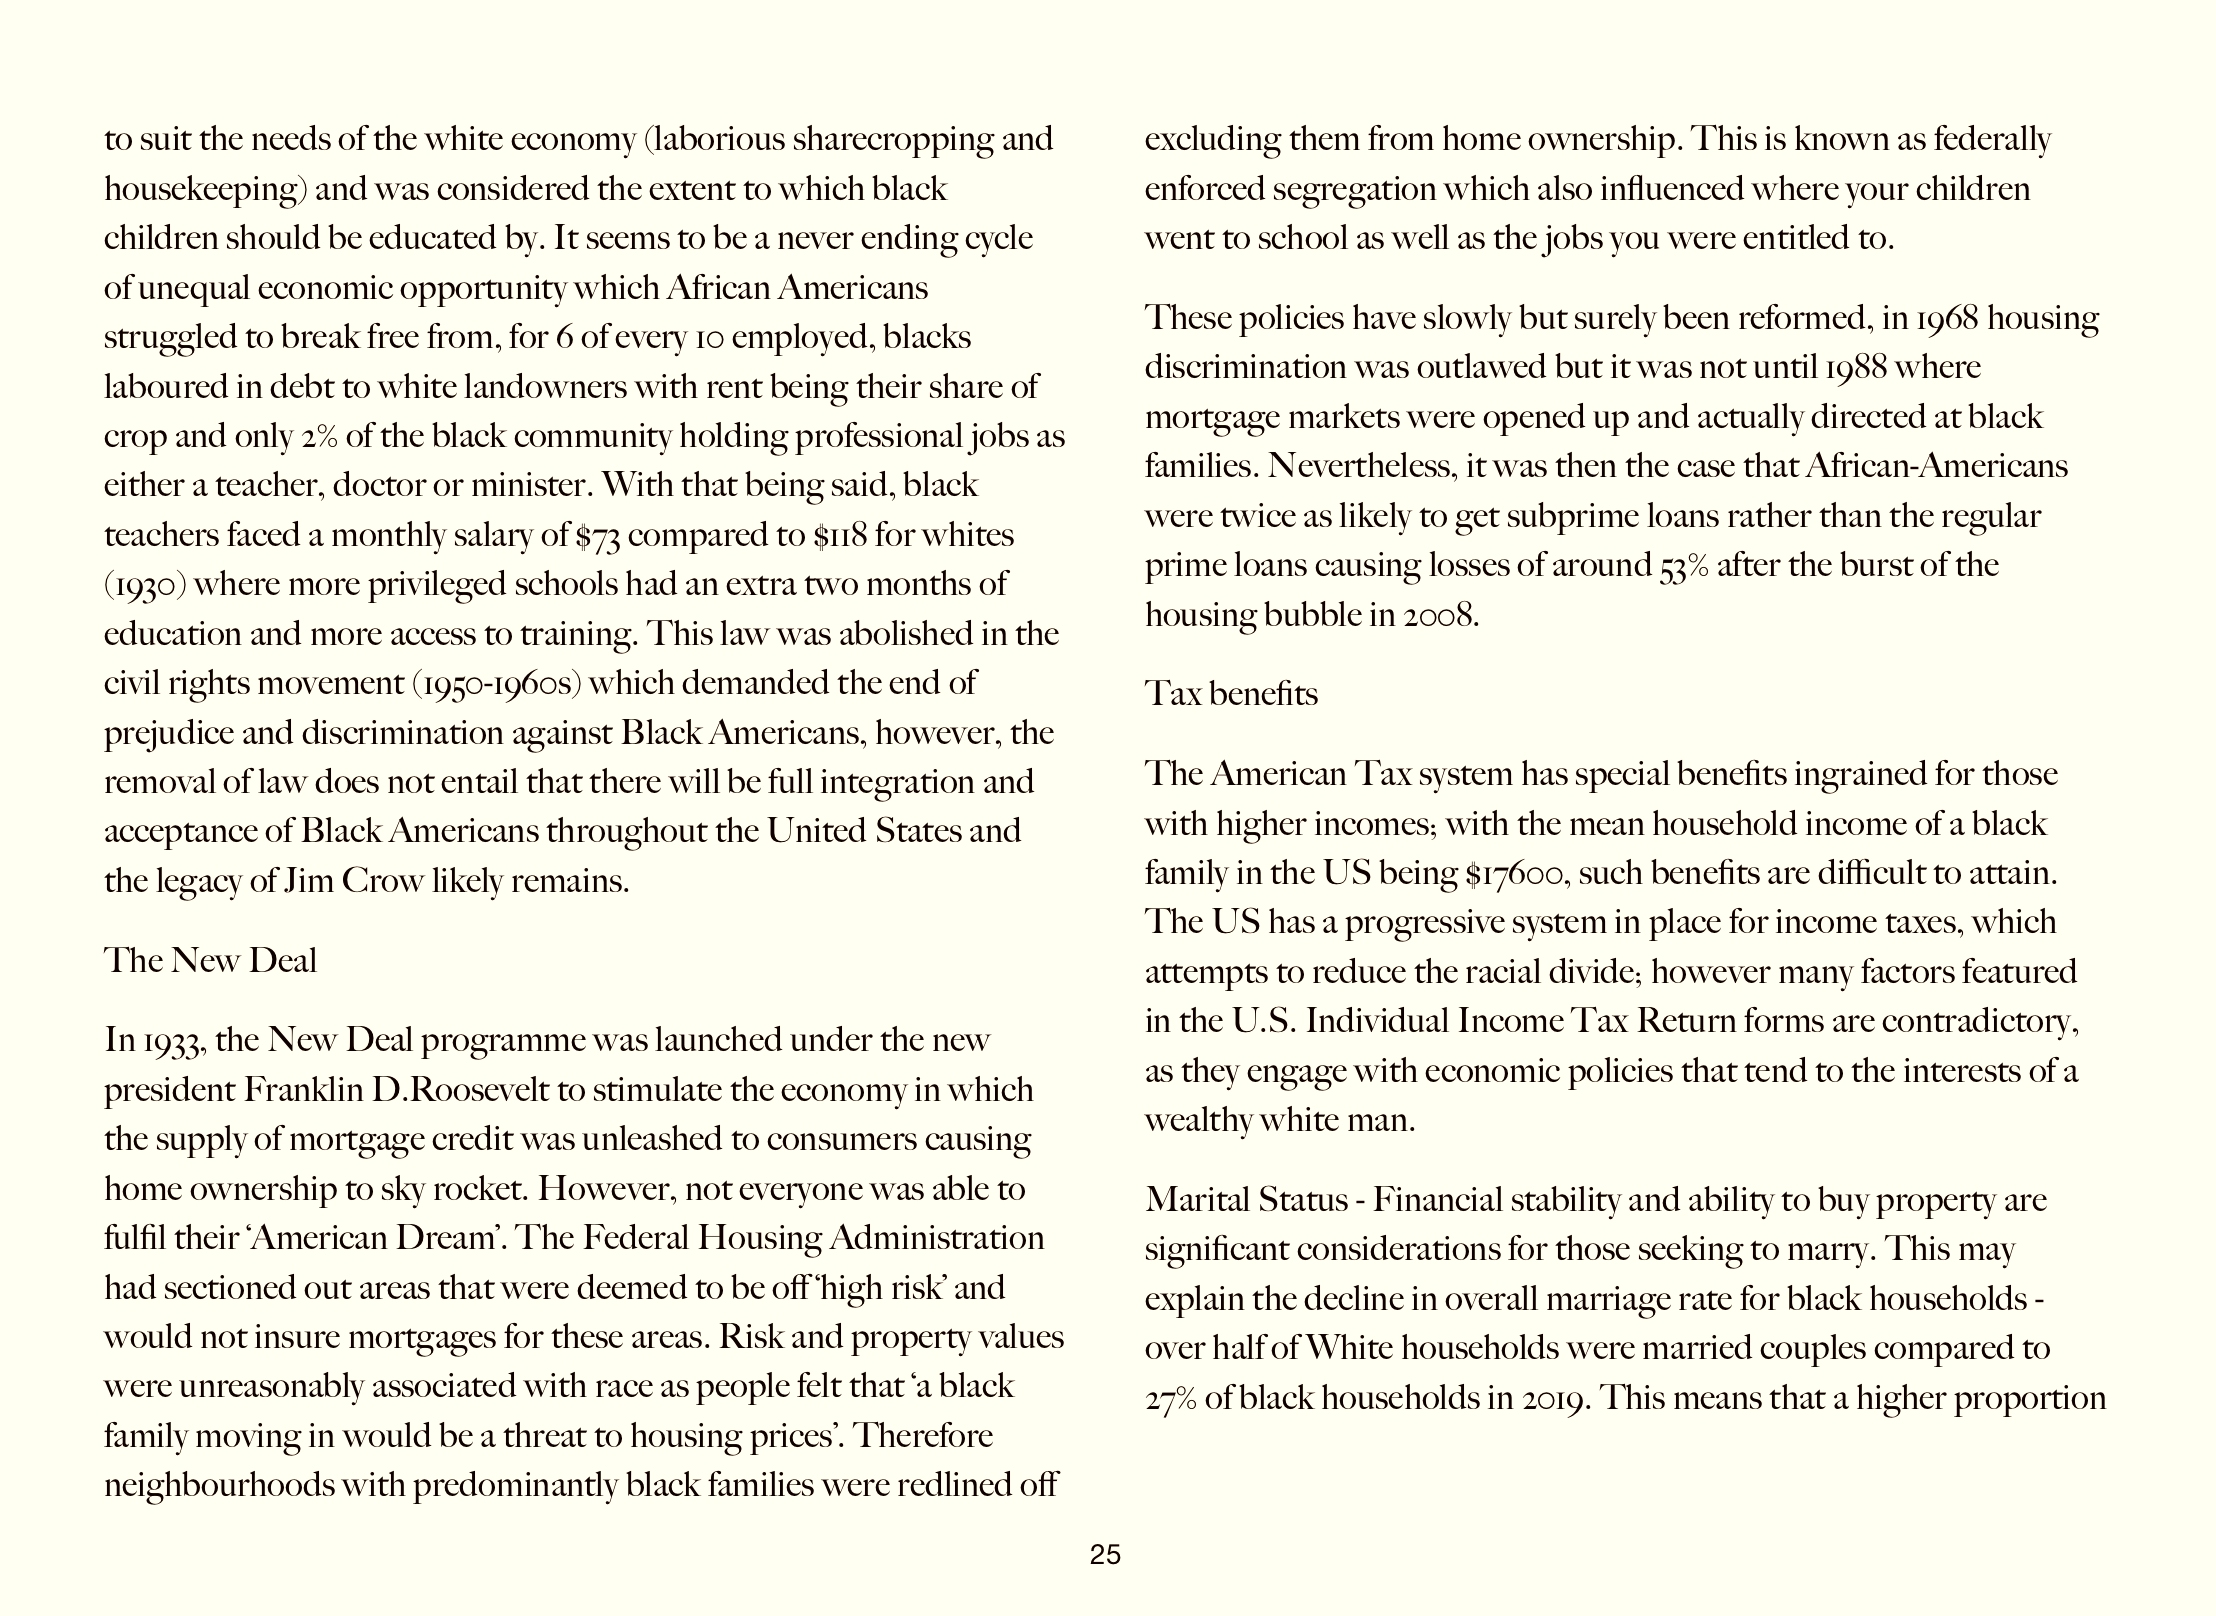 to suit the needs of the white economy (laborious sharecropping and
housekeeping) and was considered the extent to which black
children should be educated by. It seems to be a never ending cycle
of unequal economic opportunity which African Americans
struggled to break free from, for 6 of every 10 employed, blacks
laboured in debt to white landowners with rent being their share of
crop and only 2% of the black community holding professional jobs as
either a teacher, doctor or minister. With that being said, black
teachers faced a monthly salary of $73 compared to $118 for whites
(1930) where more privileged schools had an extra two months of
education and more access to training. This law was abolished in the
civil rights movement (1950-1960s) which demanded the end of
prejudice and discrimination against Black Americans, however, the
removal of law does not entail that there will be full integration and
acceptance of Black Americans throughout the United States and
the legacy of Jim Crow likely remains.
The New Deal
In 1933, the New Deal programme was launched under the new
president Franklin D.Roosevelt to stimulate the economy in which
the supply of mortgage credit was unleashed to consumers causing
home ownership to sky rocket. However, not everyone was able to
fulfil their ‘American Dream’. The Federal Housing Administration
had sectioned out areas that were deemed to be off ‘high risk’ and
would not insure mortgages for these areas. Risk and property values
were unreasonably associated with race as people felt that ‘a black
family moving in would be a threat to housing prices’. Therefore
neighbourhoods with predominantly black families were redlined off
excluding them from home ownership. This is known as federally
enforced segregation which also influenced where your children
went to school as well as the jobs you were entitled to.
These policies have slowly but surely been reformed, in 1968 housing
discrimination was outlawed but it was not until 1988 where
mortgage markets were opened up and actually directed at black
families. Nevertheless, it was then the case that African-Americans
were twice as likely to get subprime loans rather than the regular
prime loans causing losses of around 53% after the burst of the
housing bubble in 2008.
Tax benefits
The American Tax system has special benefits ingrained for those
with higher incomes; with the mean household income of a black
family in the US being $17600, such benefits are difficult to attain.
The US has a progressive system in place for income taxes, which
attempts to reduce the racial divide; however many factors featured
in the U.S. Individual Income Tax Return forms are contradictory,
as they engage with economic policies that tend to the interests of a
wealthy white man.
Marital Status - Financial stability and ability to buy property are
significant considerations for those seeking to marry. This may
explain the decline in overall marriage rate for black households -
over half of White households were married couples compared to
27% of black households in 2019. This means that a higher proportion
25